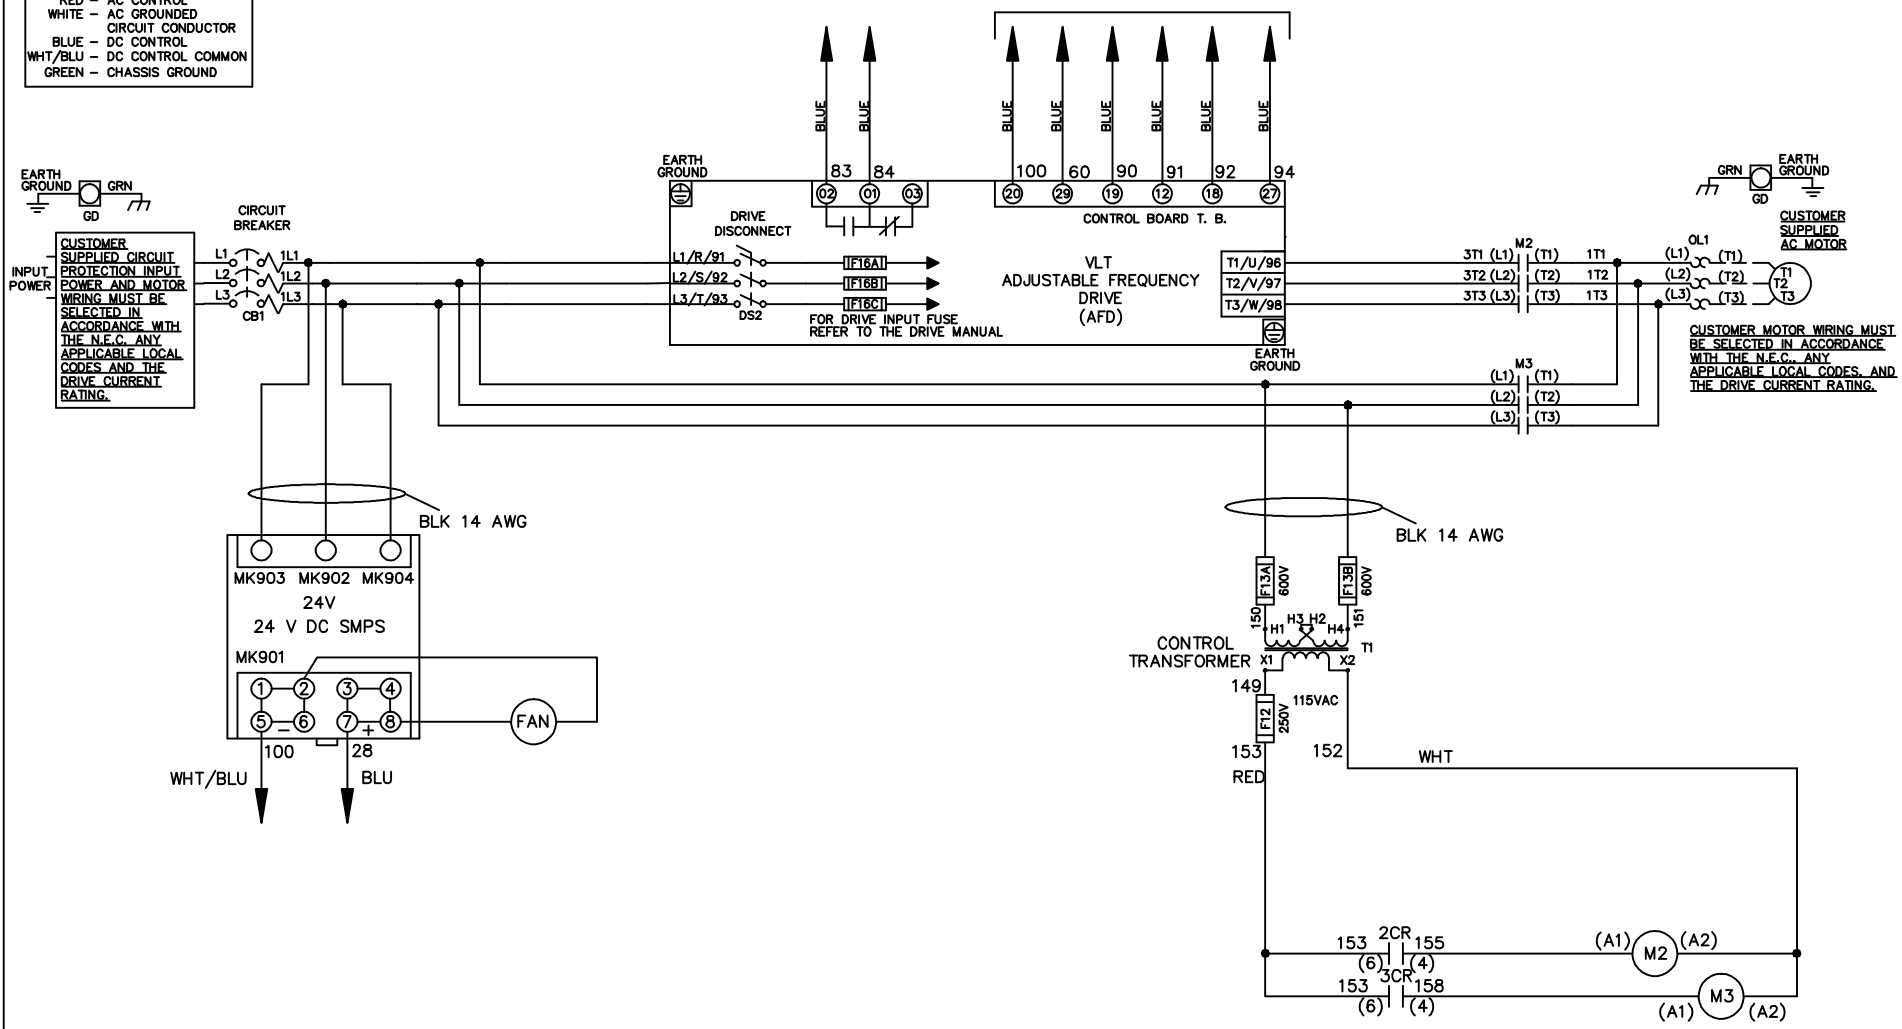 RED – AC CONTROL
WHITE – AC GROUNDED
CIRCUIT CONDUCTOR
BLUE – DC CONTROL
WHT/BLU – DC CONTROL COMMON
GREEN – CHASSIS GROUND
EARTH
GROUND
GRN
GD
CIRCUIT
BREAKER
INPUT
POWER
CUSTOMER
SUPPLIED CIRCUIT
PROTECTION INPUT
POWER AND MOTOR
WIRING MUST BE
SELECTED IN
ACCORDANCE WITH
THE N.E.C. ANY
APPLICABLE LOCAL
CODES AND THE
DRIVE CURRENT
RATING.
L1
1L1
L2
1L2
L3
1L3
CB1
BLUE
BLUE
BLUE
BLUE
BLUE
BLUE
BLUE
BLUE
EARTH
GROUND
83
84
02
01
03
100
60
90
91
92
94
20
29
19
12
18
27
CONTROL BOARD T. B.
DRIVE
DISCONNECT
L1/R/91
L2/S/92
L3/T/93
DS2
F16A
F16B
F16C
FOR DRIVE INPUT FUSE
REFER TO THE DRIVE MANUAL
VLT
ADJUSTABLE FREQUENCY
DRIVE
(AFD)
T1/U/96
T2/V/97
T3/W/98
EARTH
GROUND
M2
3T1 (L1) (T1) 1T1
3T2 (L2) (T2) 1T2
3T3 (L3) (T3) 1T3
M3
(L1) (T1)
(L2) (T2)
(L3) (T3)
GRN
EARTH
GROUND
GD
CUSTOMER
SUPPLIED
AC MOTOR
OL1
(L1) (T1)
(L2) (T2)
(L3) (T3)
T1
T2
T3
CUSTOMER MOTOR WIRING MUST
BE SELECTED IN ACCORDANCE
WITH THE N.E.C., ANY
APPLICABLE LOCAL CODES, AND
THE DRIVE CURRENT RATING.
BLK 14 AWG
MK903 MK902 MK904
24V
24 V DC SMPS
MK901
1
2
3
4
5
6
7
8
–
+
100
28
WHT/BLU
BLU
FAN
BLK 14 AWG
F13A
600V
F13B
600V
150
151
H1
H3
H2
H4
CONTROL
TRANSFORMER
T1
X1
X2
149
115VAC
F12
250V
153
152
RED
WHT
2CR
153
155
(6)
(4)
(A1)
M2
(A2)
3CR
153
158
(6)
(4)
(A1)
M3
(A2)